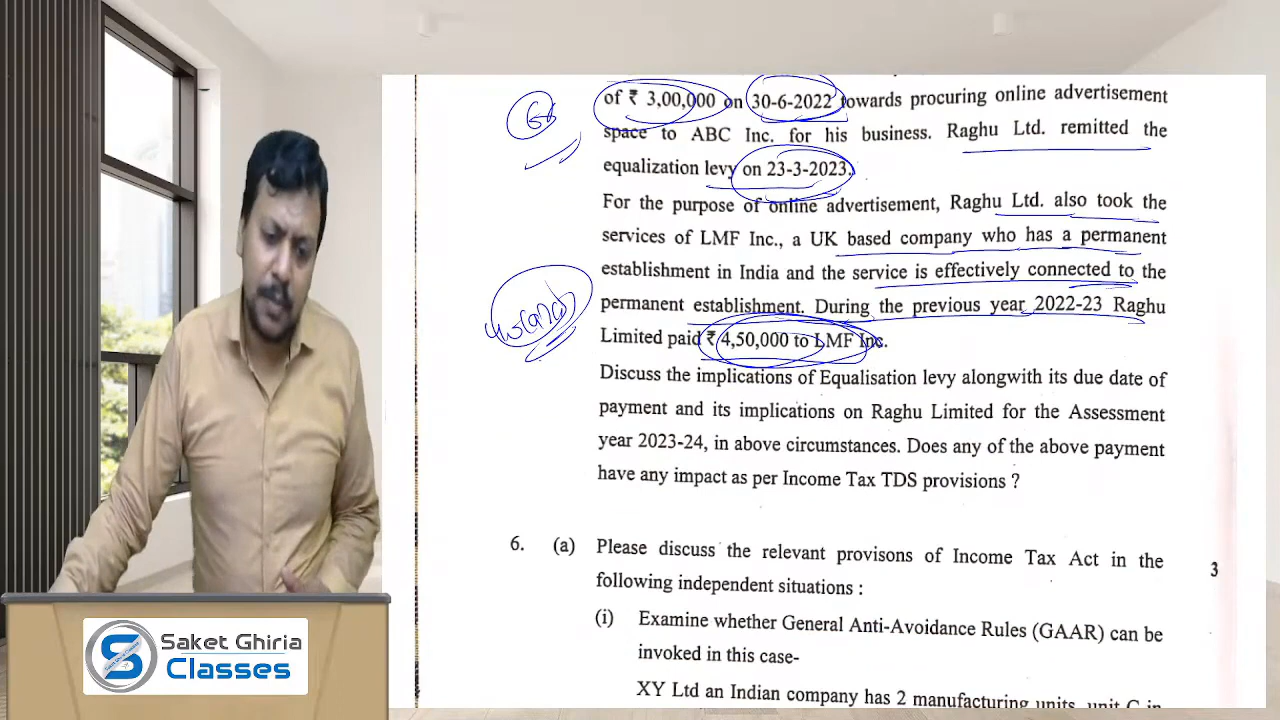 of ₹ 3,00,000 on 30-6-2022 towards procuring online advertisement
space to ABC Inc. for his business. Raghu Ltd. remitted the
equalization levy on 23-3-2023.
For the purpose of online advertisement, Raghu Ltd. also took the
services of LMF Inc., a UK based company who has a permanent
establishment in India and the service is effectively connected to the
permanent establishment. During the previous year 2022-23 Raghu
Limited paid ₹ 4,50,000 to LMF Inc.
Discuss the implications of Equalisation levy alongwith its due date of
payment and its implications on Raghu Limited for the Assessment
year 2023-24, in above circumstances. Does any of the above payment
have any impact as per Income Tax TDS provisions ?
6. (a) Please discuss the relevant provisons of Income Tax Act in the 3
following independent situations :
(i) Examine whether General Anti-Avoidance Rules (GAAR) can be
invoked in this case-
XY Ltd an Indian company has 2 manufacturing units, unit C in
Saket Ghiria
Classes